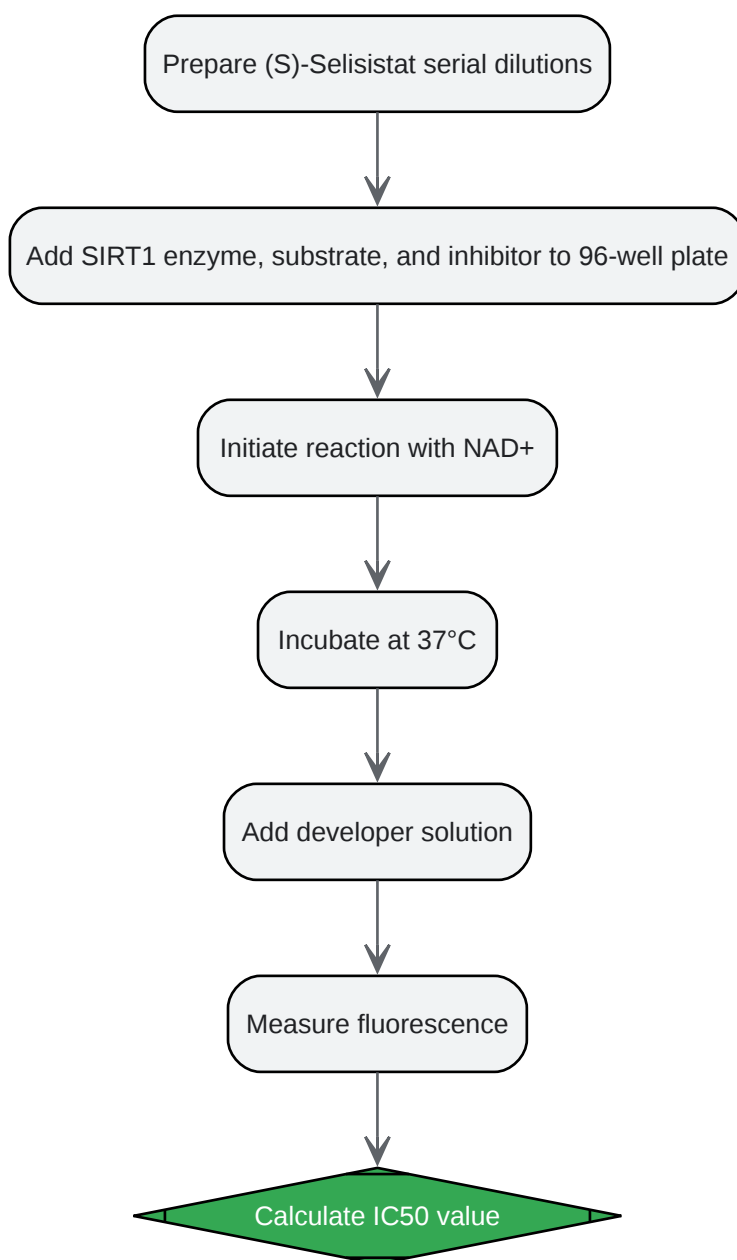 Prepare (S)-Selisistat serial dilutions
Add SIRT1 enzyme, substrate, and inhibitor to 96-well plate
Initiate reaction with NAD+
Incubate at 37°C
Add developer solution
Measure fluorescence
Calculate IC50 value